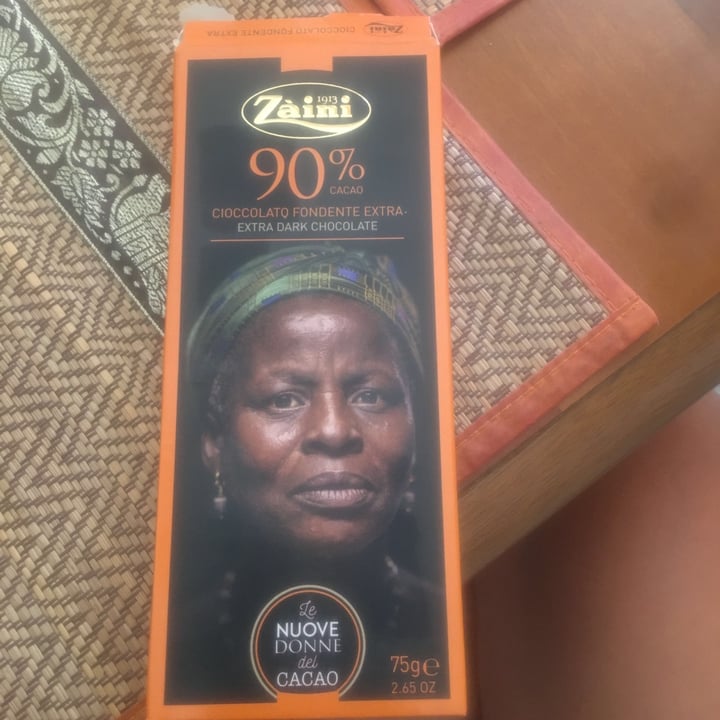 CIOCCOLATO FONDENTE EXTRA Zàini
1913
Zàini
90%
CACAO
CIOCCOLATO FONDENTE EXTRA-
EXTRA DARK CHOCOLATE
Le
NUOVE
DONNE
del
CACAO
75g e
2.65 OZ